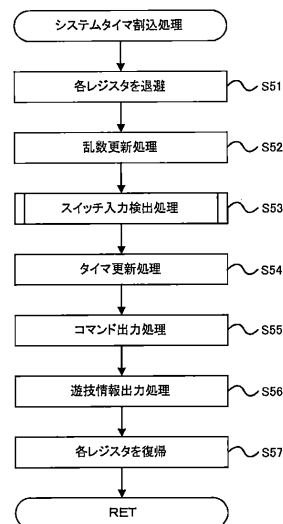 システムタイマ割込処理
各レジスタを退避
S51
乱数更新処理
S52
スイッチ入力検出処理
S53
タイマ更新処理
S54
コマンド出力処理
S55
遊技情報出力処理
S56
各レジスタを復帰
S57
RET